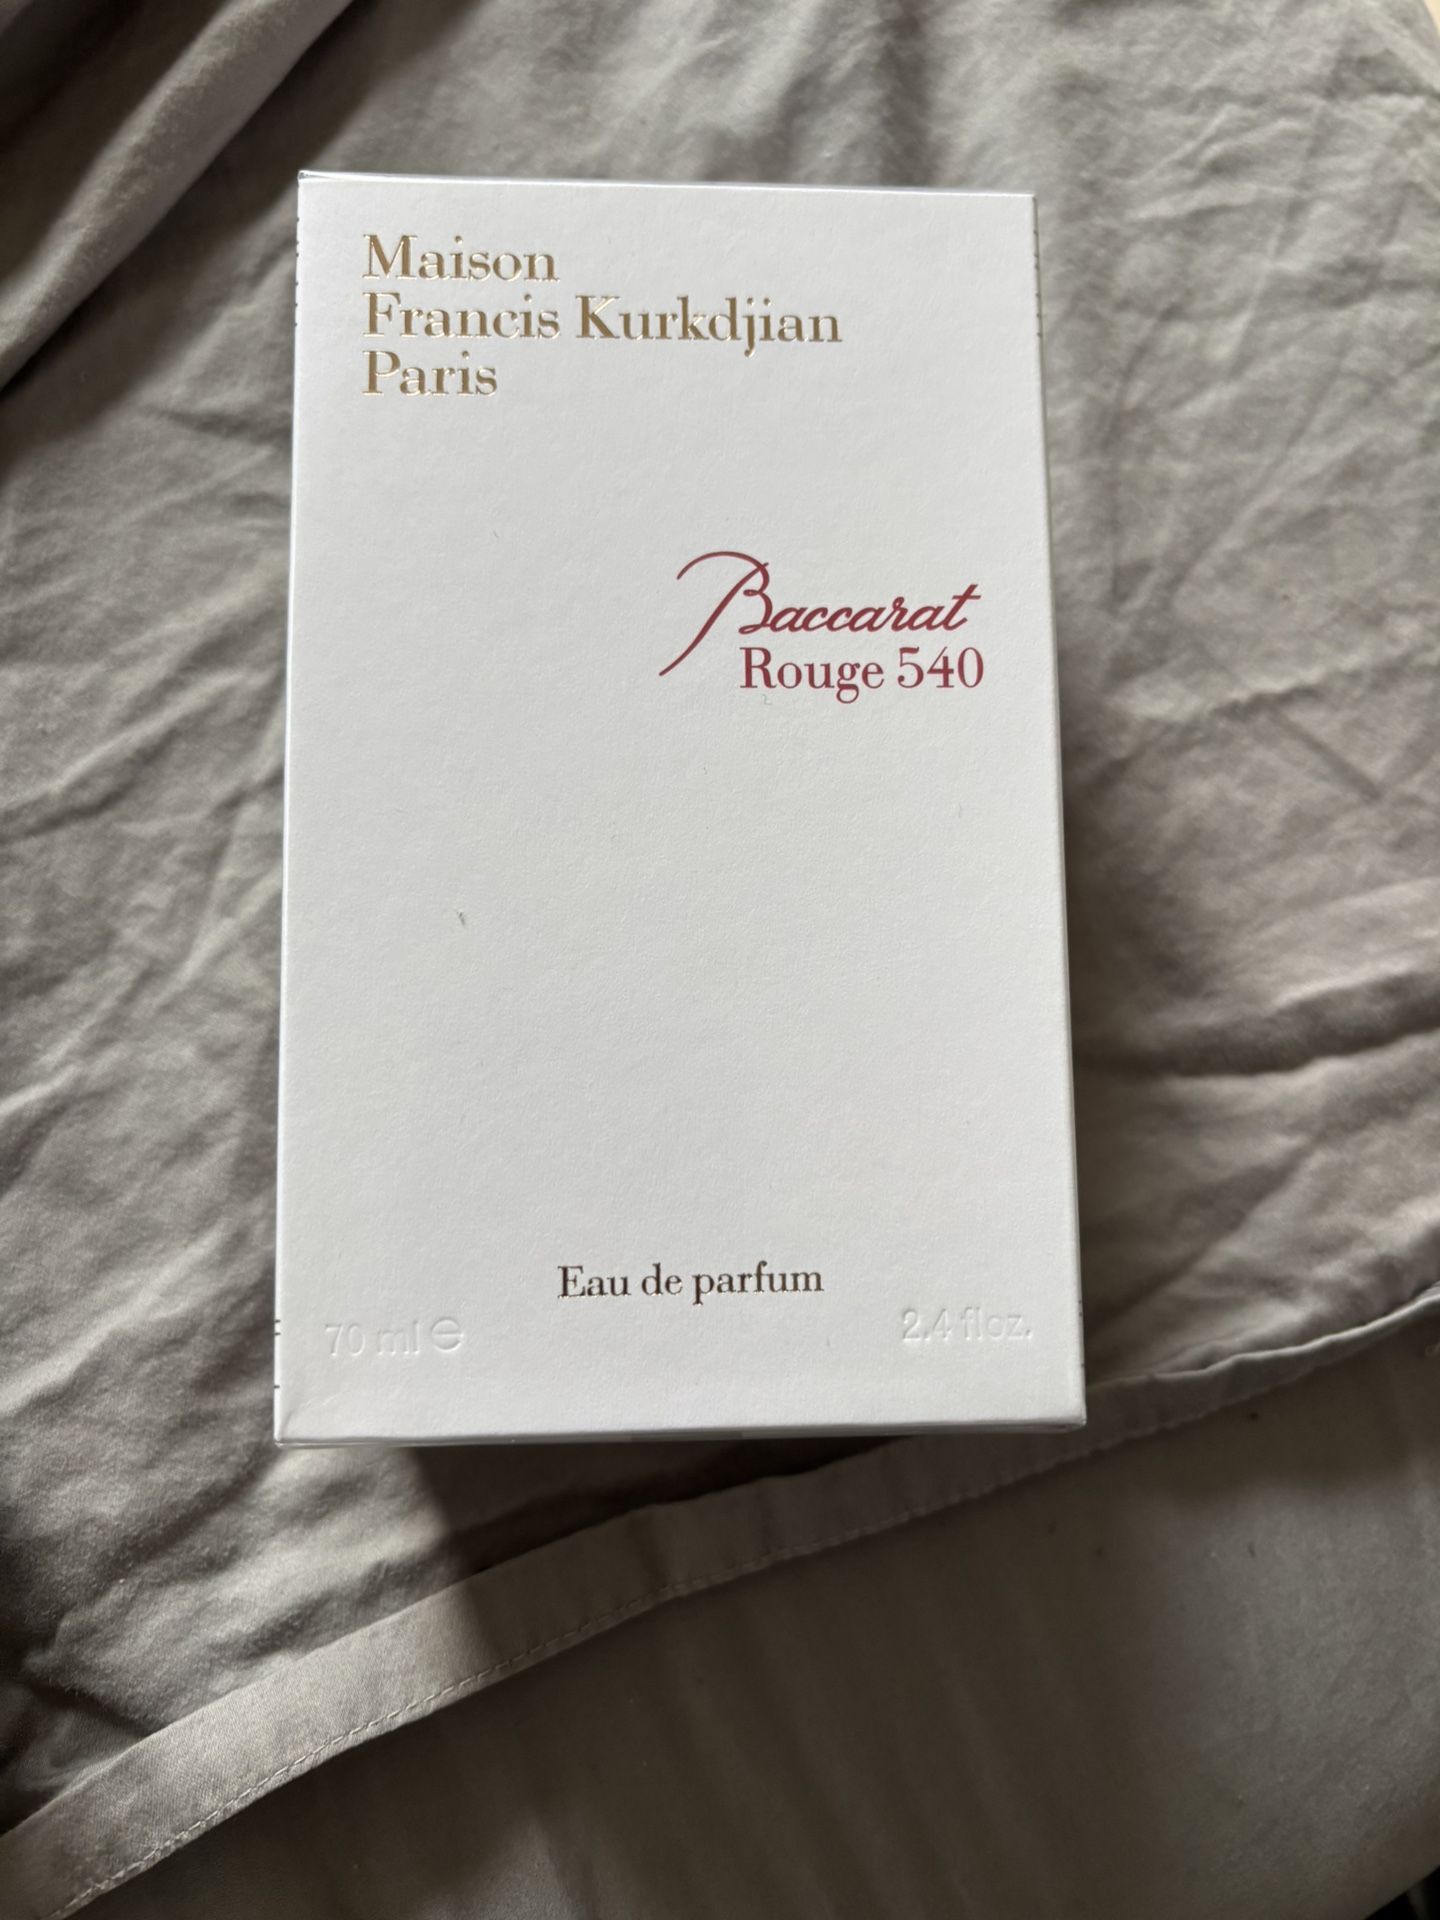 Maison
Francis Kurkdjian
Paris
Baccarat
Rouge 540
Eau de parfum
70 ml ℮
2.4 fl oz.